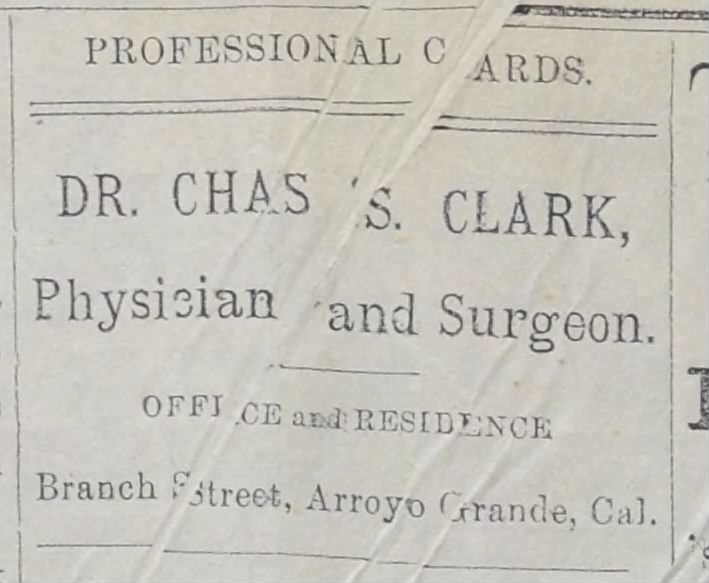 PROFESSIONAL CARDS.
DR. CHAS S. CLARK,
Physician and Surgeon.
OFFICE and RESIDENCE
Branch Street, Arroyo Grande, Cal.